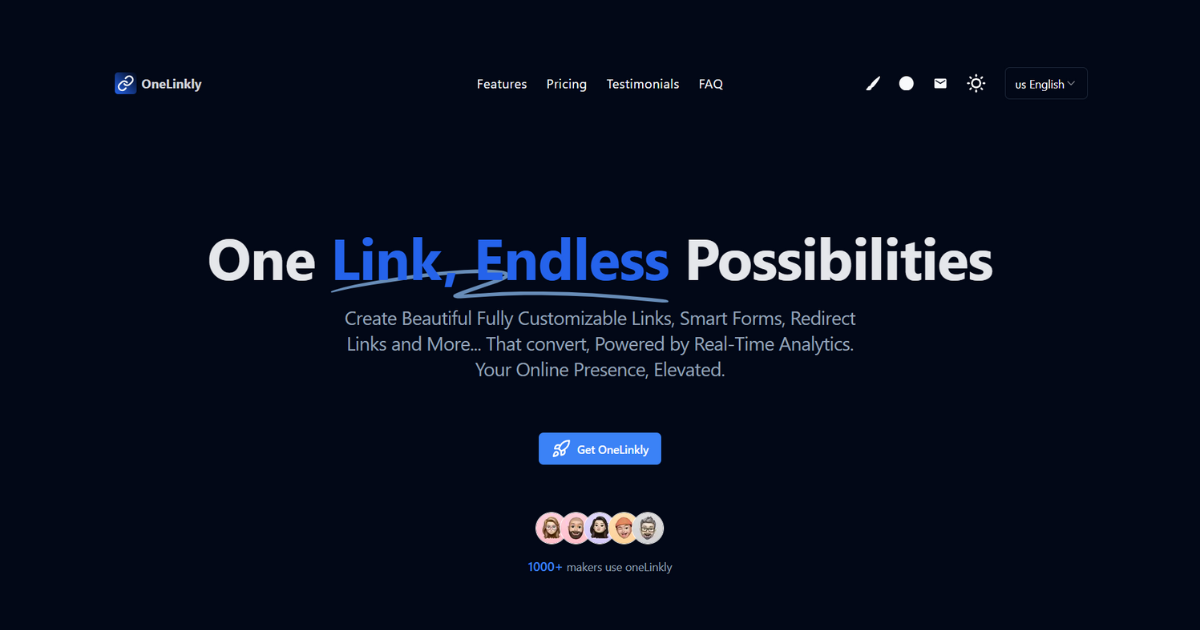 OneLinkly
Features Pricing Testimonials FAQ
us English
One Link, Endless Possibilities
Create Beautiful Fully Customizable Links, Smart Forms, Redirect
Links and More... That convert, Powered by Real-Time Analytics.
Your Online Presence, Elevated.
Get OneLinkly
1000+ makers use oneLinkly